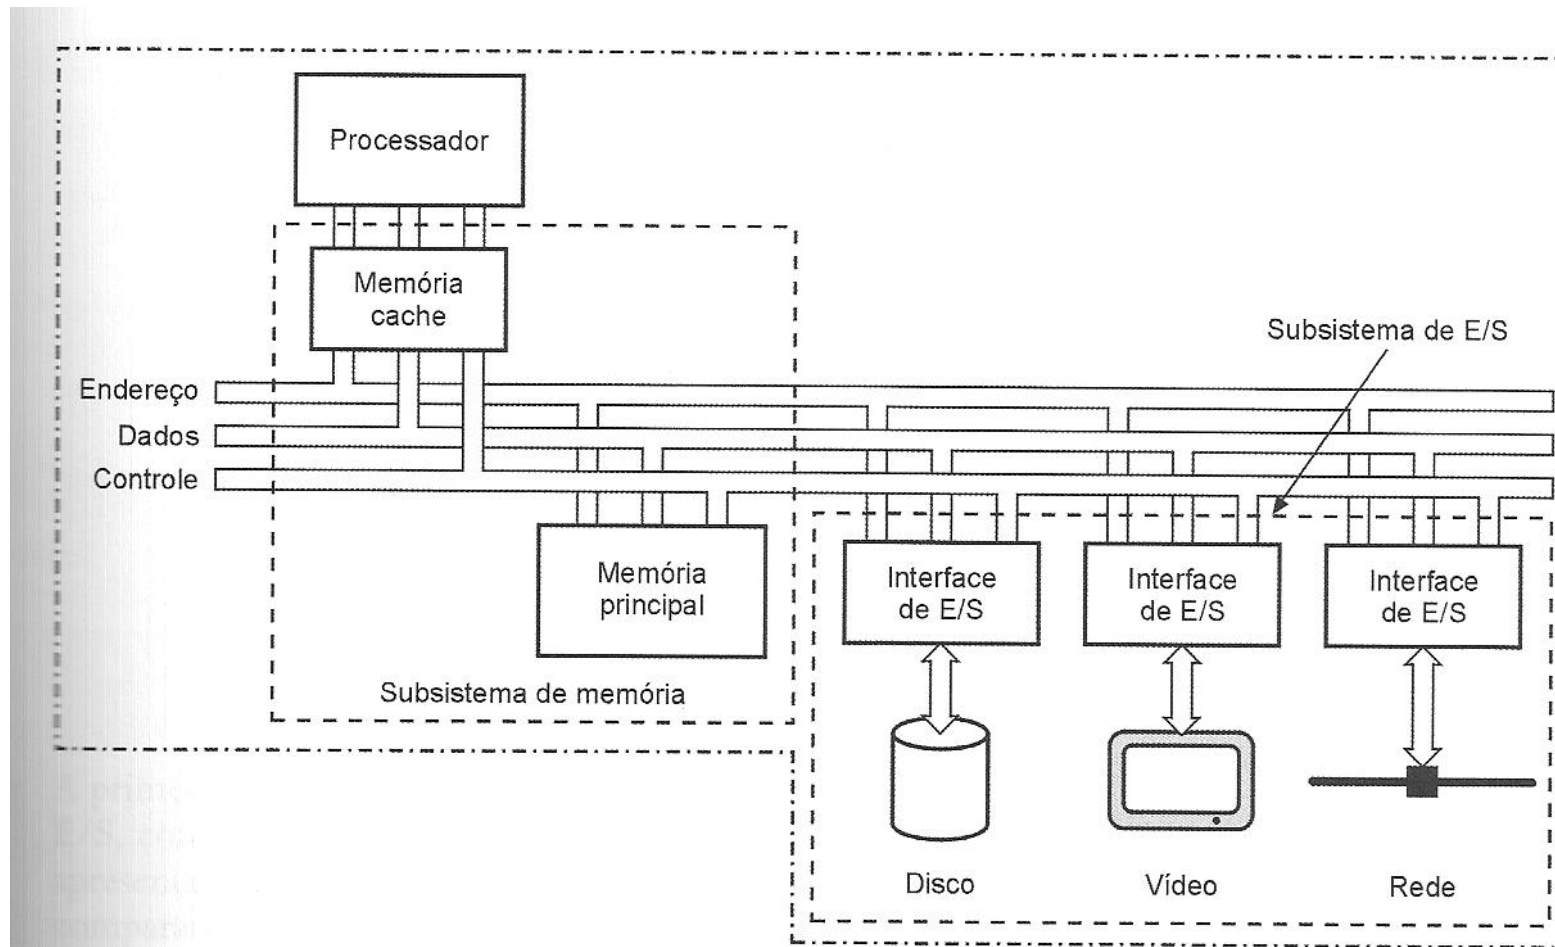 Processador
Memória
cache
Subsistema de E/S
Endereço
Dados
Controle
Memória
principal
Interface
de E/S
Interface
de E/S
Interface
de E/S
Subsistema de memória
Disco
Vídeo
Rede